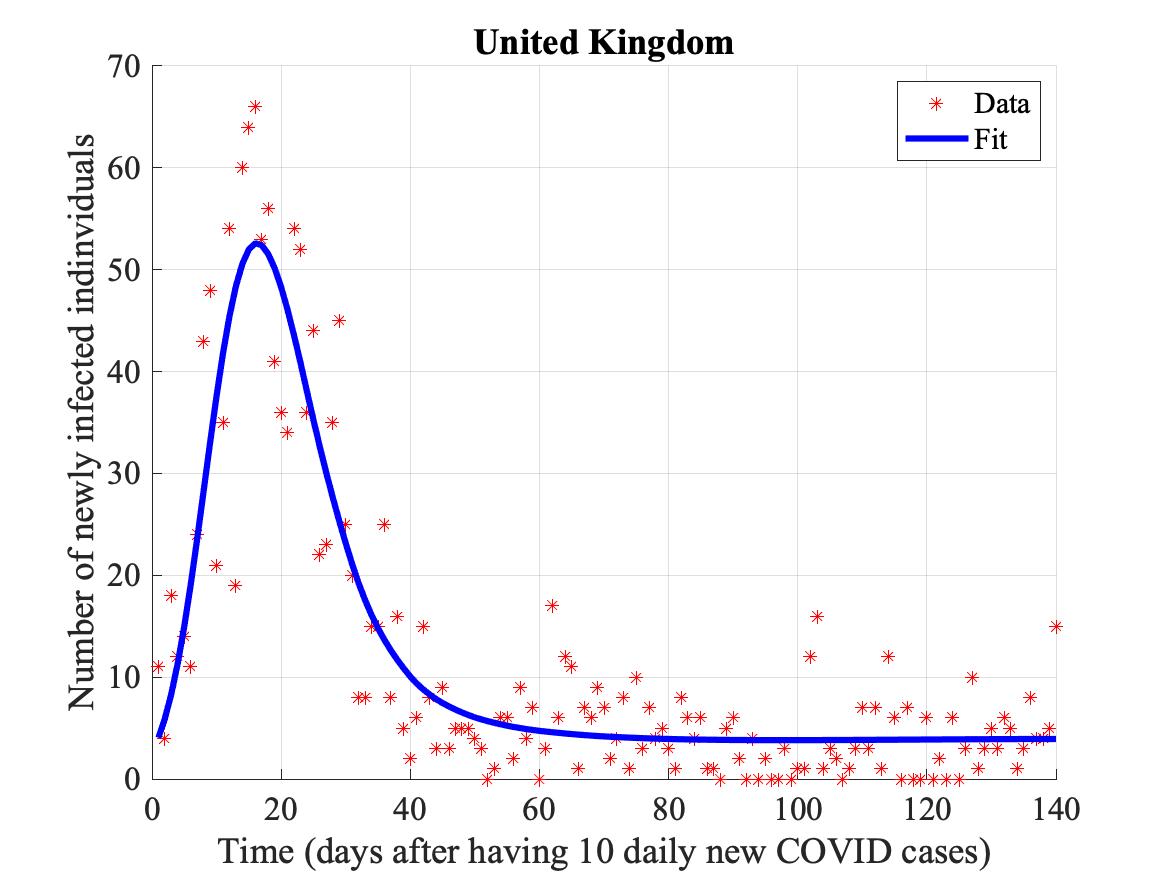 United Kingdom
Number of newly infected indinviduals
70
60
50
40
30
20
10
0
Data
Fit
0 20 40 60 80 100 120 140
Time (days after having 10 daily new COVID cases)